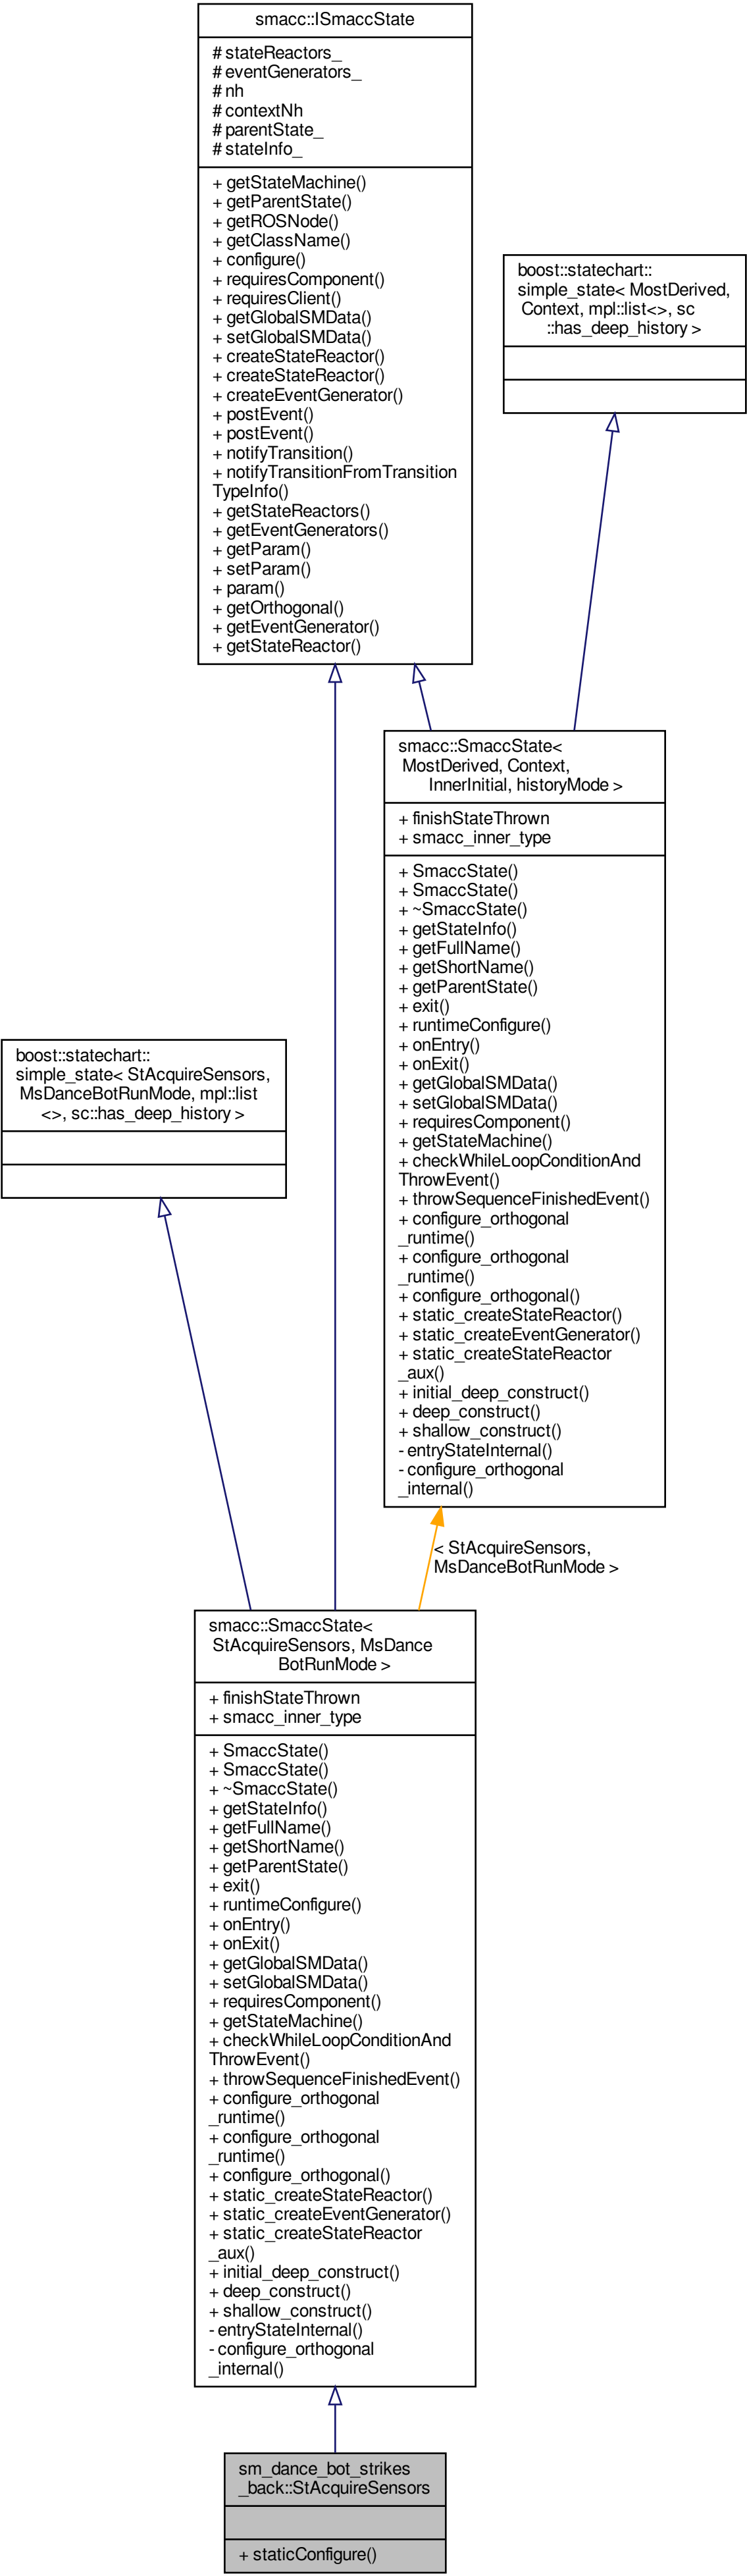 smacc::ISmaccState
# stateReactors_
# eventGenerators_
# nh
# contextNh
# parentState_
# stateInfo_
+ getStateMachine()
+ getParentState()
+ getROSNode()
+ getClassName()
+ configure()
+ requiresComponent()
+ requiresClient()
+ getGlobalSMData()
+ setGlobalSMData()
+ createStateReactor()
+ createStateReactor()
+ createEventGenerator()
+ postEvent()
+ postEvent()
+ notifyTransition()
+ notifyTransitionFromTransition
TypeInfo()
+ getStateReactors()
+ getEventGenerators()
+ getParam()
+ setParam()
+ param()
+ getOrthogonal()
+ getEventGenerator()
+ getStateReactor()
boost::statechart::
simple_state< MostDerived,
Context, mpl::list<>, sc
::has_deep_history >
smacc::SmaccState<
MostDerived, Context,
InnerInitial, historyMode >
+ finishStateThrown
+ smacc_inner_type
+ SmaccState()
+ SmaccState()
+ ~SmaccState()
+ getStateInfo()
+ getFullName()
+ getShortName()
+ getParentState()
+ exit()
+ runtimeConfigure()
+ onEntry()
+ onExit()
+ getGlobalSMData()
+ setGlobalSMData()
+ requiresComponent()
+ getStateMachine()
+ checkWhileLoopConditionAnd
ThrowEvent()
+ throwSequenceFinishedEvent()
+ configure_orthogonal
_runtime()
+ configure_orthogonal
_runtime()
+ configure_orthogonal()
+ static_createStateReactor()
+ static_createEventGenerator()
+ static_createStateReactor
_aux()
+ initial_deep_construct()
+ deep_construct()
+ shallow_construct()
- entryStateInternal()
- configure_orthogonal
_internal()
boost::statechart::
simple_state< StAcquireSensors,
MsDanceBotRunMode, mpl::list
<>, sc::has_deep_history >
< StAcquireSensors,
MsDanceBotRunMode >
smacc::SmaccState<
StAcquireSensors, MsDance
BotRunMode >
+ finishStateThrown
+ smacc_inner_type
+ SmaccState()
+ SmaccState()
+ ~SmaccState()
+ getStateInfo()
+ getFullName()
+ getShortName()
+ getParentState()
+ exit()
+ runtimeConfigure()
+ onEntry()
+ onExit()
+ getGlobalSMData()
+ setGlobalSMData()
+ requiresComponent()
+ getStateMachine()
+ checkWhileLoopConditionAnd
ThrowEvent()
+ throwSequenceFinishedEvent()
+ configure_orthogonal
_runtime()
+ configure_orthogonal
_runtime()
+ configure_orthogonal()
+ static_createStateReactor()
+ static_createEventGenerator()
+ static_createStateReactor
_aux()
+ initial_deep_construct()
+ deep_construct()
+ shallow_construct()
- entryStateInternal()
- configure_orthogonal
_internal()
sm_dance_bot_strikes
_back::StAcquireSensors
+ staticConfigure()